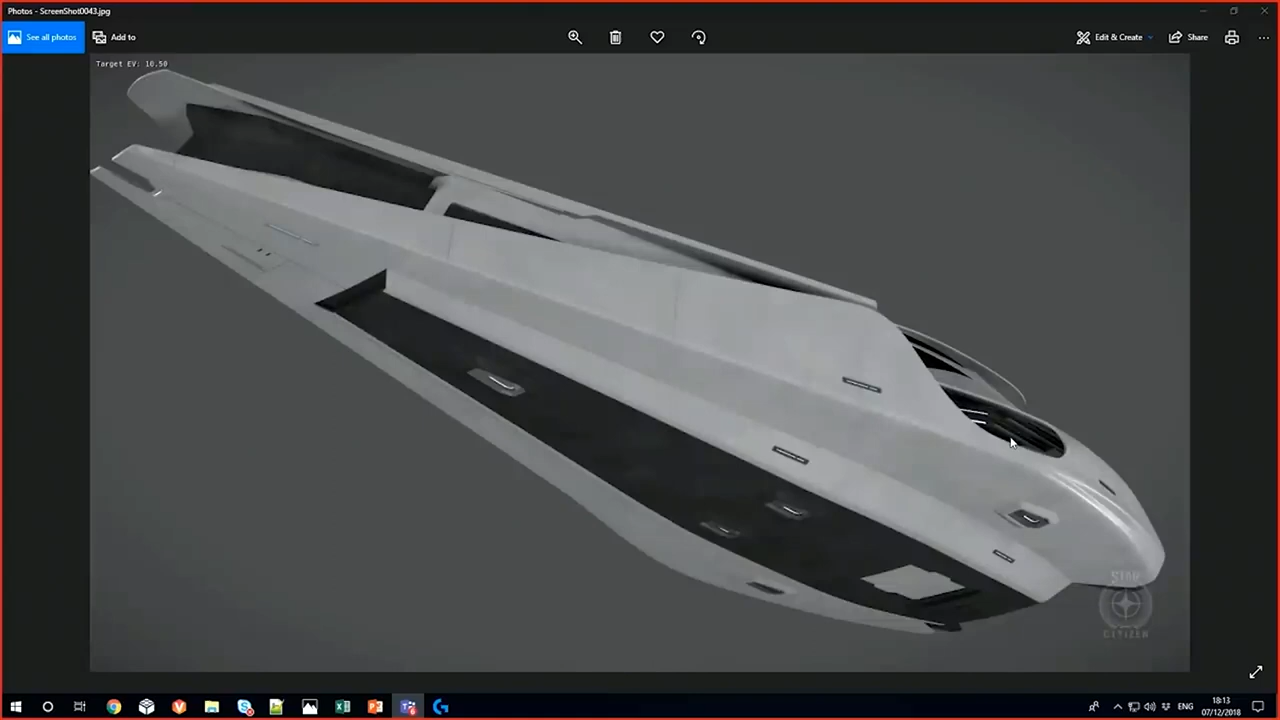 Photos - ScreenShot0043.jpg
See all photos
Add to
Edit & Create
Share
Target EV: 10.50
STAR
CITIZEN
ENG
18:13
07/12/2018